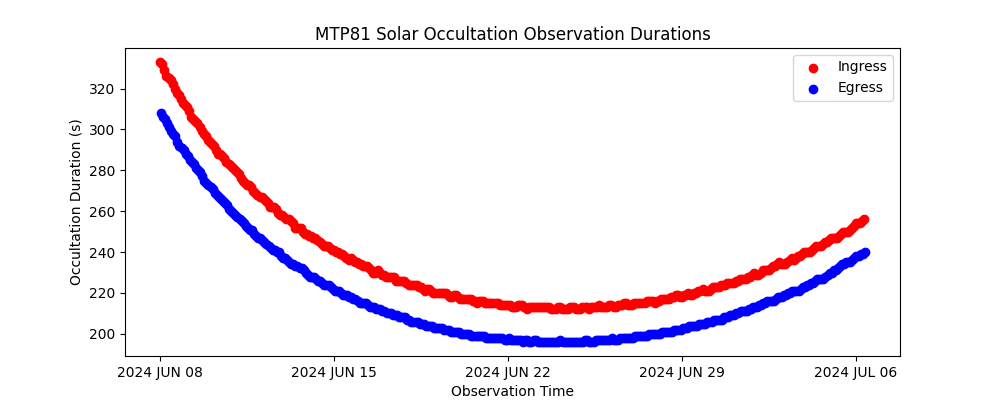 MTP81 Solar Occultation Observation Durations
Ingress
Egress
Occultation Duration (s)
320
300
280
260
240
220
200
2024 JUN 08
2024 JUN 15
2024 JUN 22
2024 JUN 29
2024 JUL 06
Observation Time